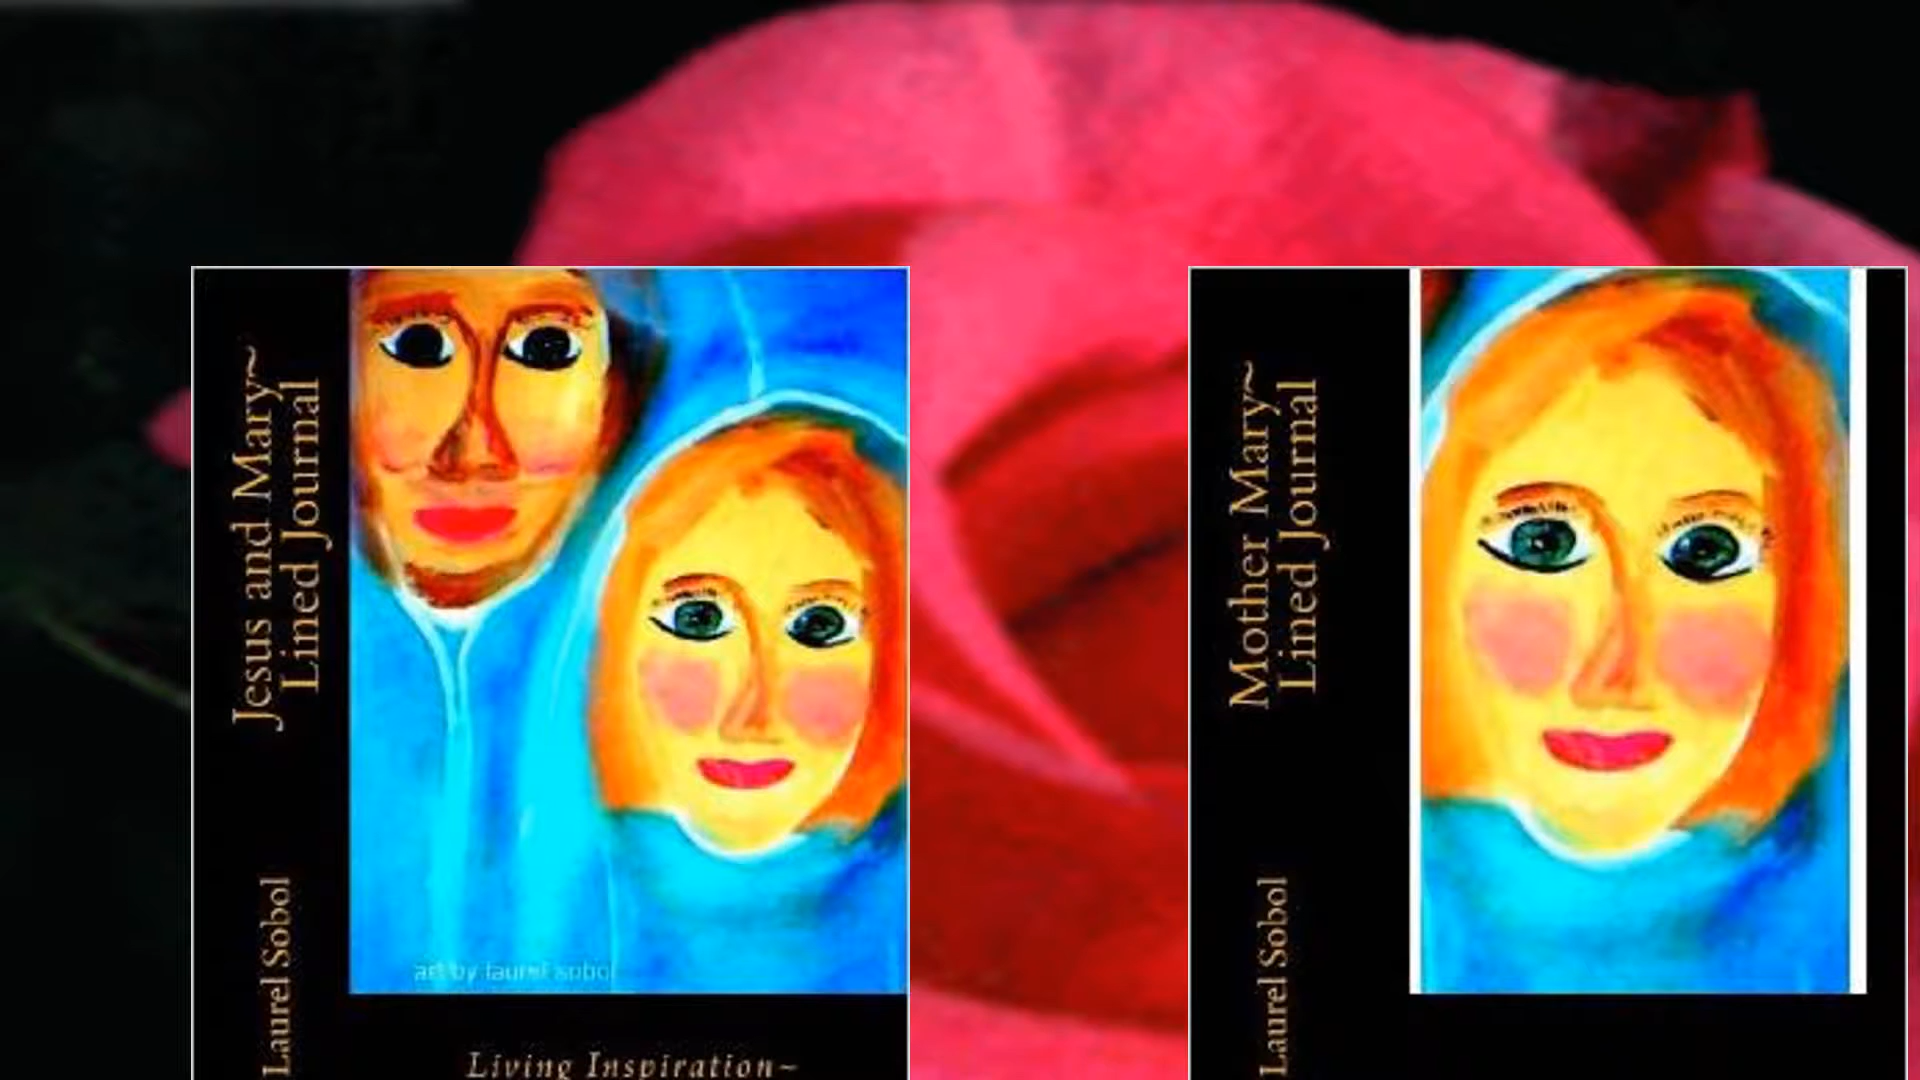 Jesus and Mary~
Lined Journal
Laurel Sobol
art by laurel sobol
Living Inspiration~
Mother Mary~
Lined Journal
Laurel Sobol